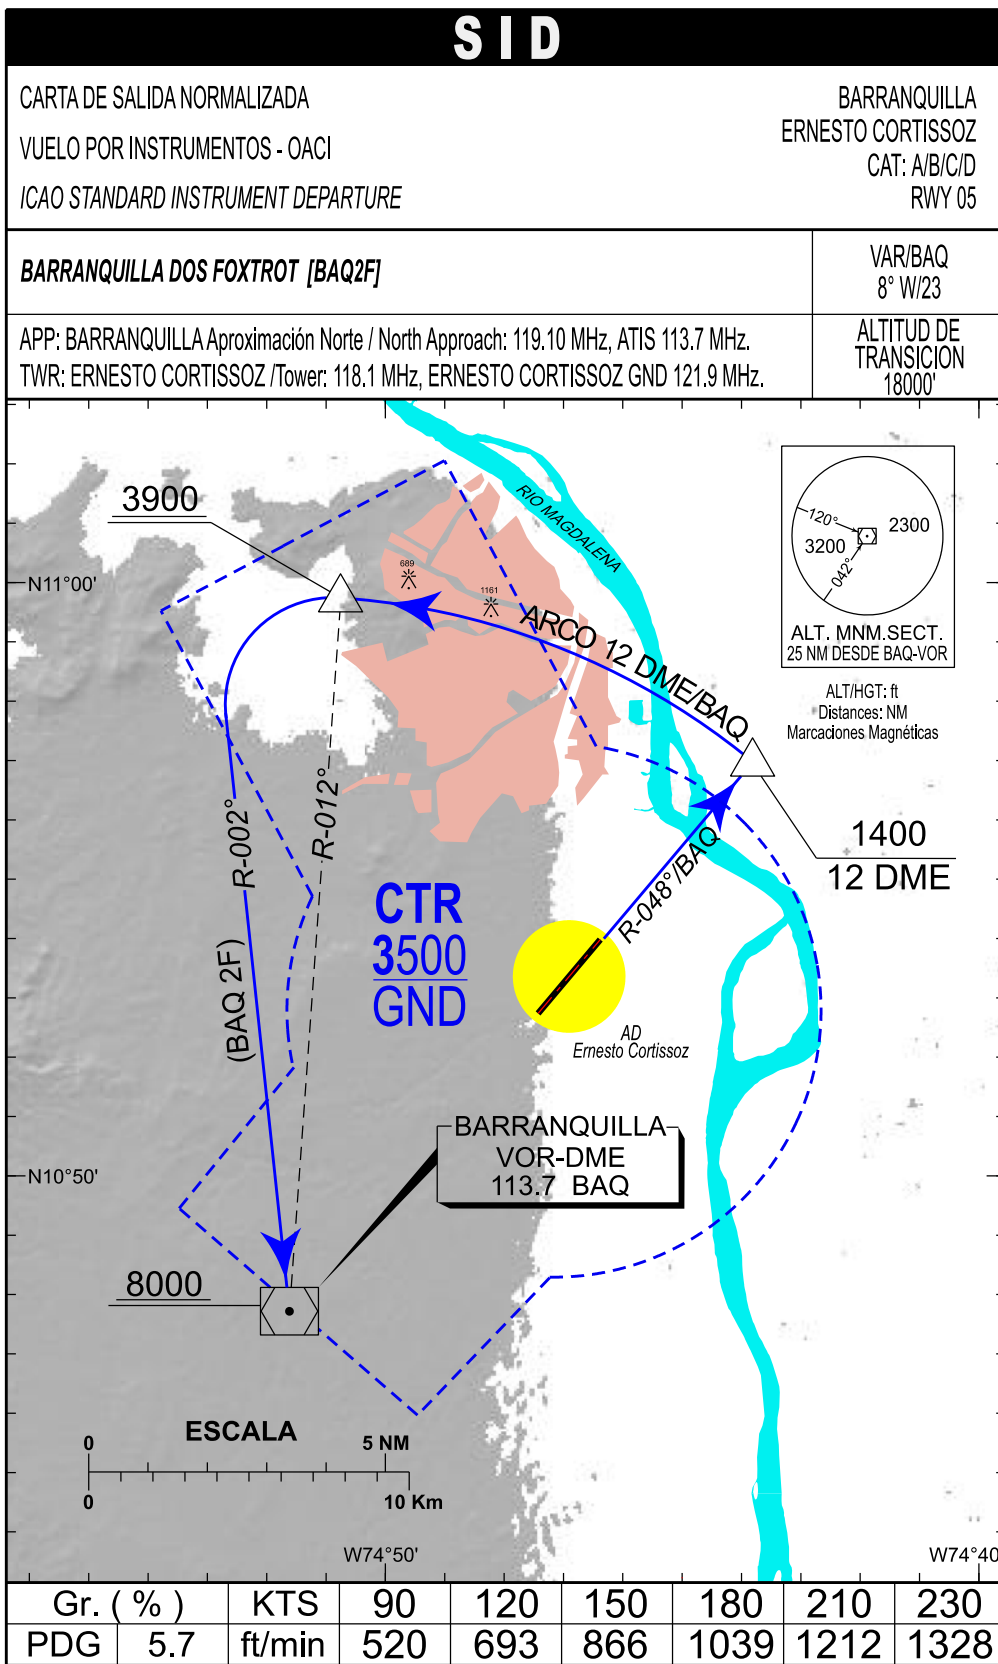 SID
CARTA DE SALIDA NORMALIZADA
VUELO POR INSTRUMENTOS - OACI
ICAO STANDARD INSTRUMENT DEPARTURE
BARRANQUILLA
ERNESTO CORTISSOZ
CAT: A/B/C/D
RWY 05
BARRANQUILLA DOS FOXTROT [BAQ2F]
VAR/BAQ
8° W/23
APP: BARRANQUILLA Aproximación Norte / North Approach: 119.10 MHz, ATIS 113.7 MHz.
TWR: ERNESTO CORTISSOZ /Tower: 118.1 MHz, ERNESTO CORTISSOZ GND 121.9 MHz.
ALTITUD DE
TRANSICION
18000'
3900
689
1161
RIO MAGDALENA
N11°00'
ARCO 12 DME/BAQ
120°
2300
3200
042°
ALT. MNM.SECT.
25 NM DESDE BAQ-VOR
ALT/HGT: ft
Distances: NM
Marcaciones Magnéticas
R-002°
R-012°
(BAQ 2F)
R-048°/BAQ
1400
12 DME
CTR
3500
GND
AD
Ernesto Cortissoz
BARRANQUILLA
VOR-DME
113.7 BAQ
N10°50'
8000
ESCALA
0 5 NM
0 10 Km
W74°50'
W74°40
Gr. ( % ) KTS 90 120 150 180 210 230
PDG 5.7 ft/min 520 693 866 1039 1212 1328